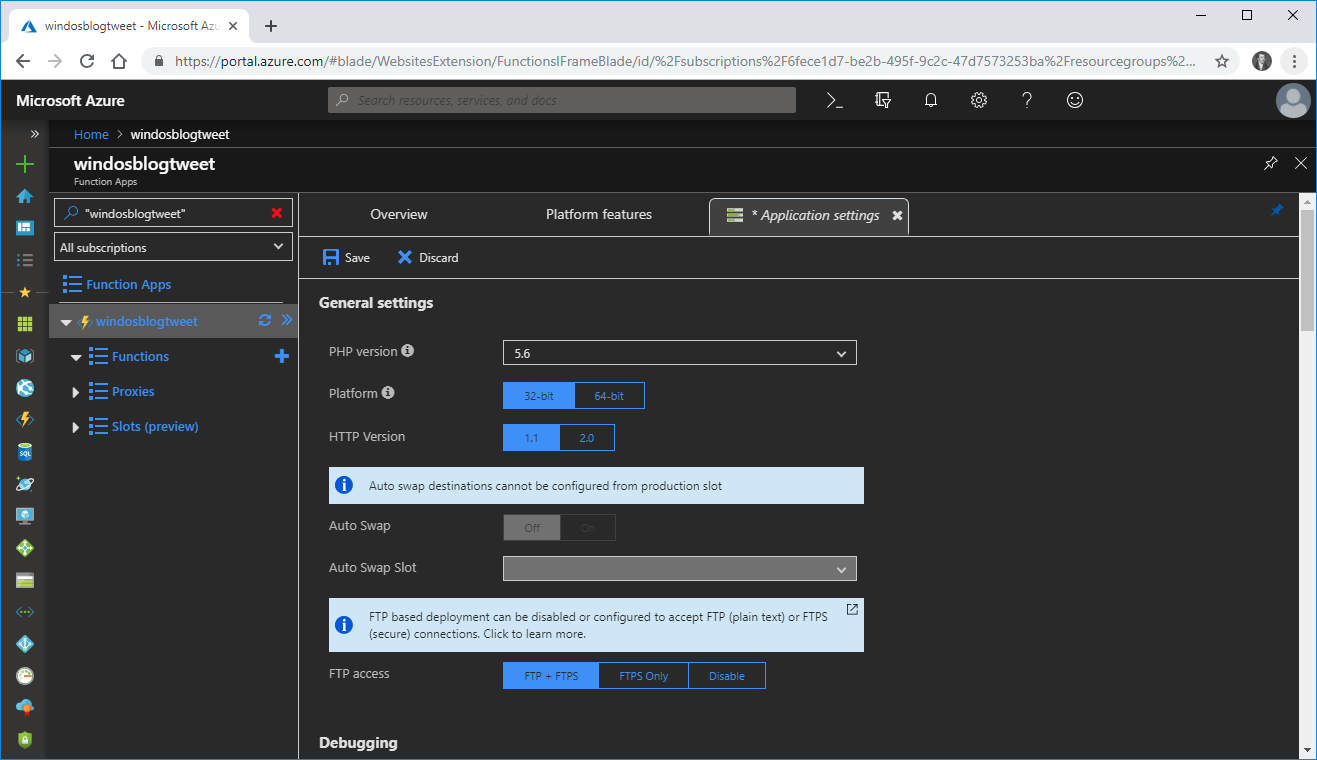 windosblogtweet - Microsoft Azu
https://portal.azure.com/#blade/WebsitesExtension/FunctionsIFrameBlade/id/%2Fsubscriptions%2F6fece1d7-be2b-495f-9c2c-47d7573253ba%2Fresourcegroups%2...
Microsoft Azure
Search resources, services, and docs
Home > windosblogtweet
windosblogtweet
Function Apps
"windosblogtweet"
All subscriptions
Function Apps
windosblogtweet
Functions
Proxies
Slots (preview)
Overview
Platform features
* Application settings
Save
Discard
General settings
PHP version
5.6
Platform
32-bit
64-bit
HTTP Version
1.1
2.0
Auto swap destinations cannot be configured from production slot
Auto Swap
Off
On
Auto Swap Slot
FTP based deployment can be disabled or configured to accept FTP (plain text) or FTPS
(secure) connections. Click to learn more.
FTP access
FTP + FTPS
FTPS Only
Disable
Debugging